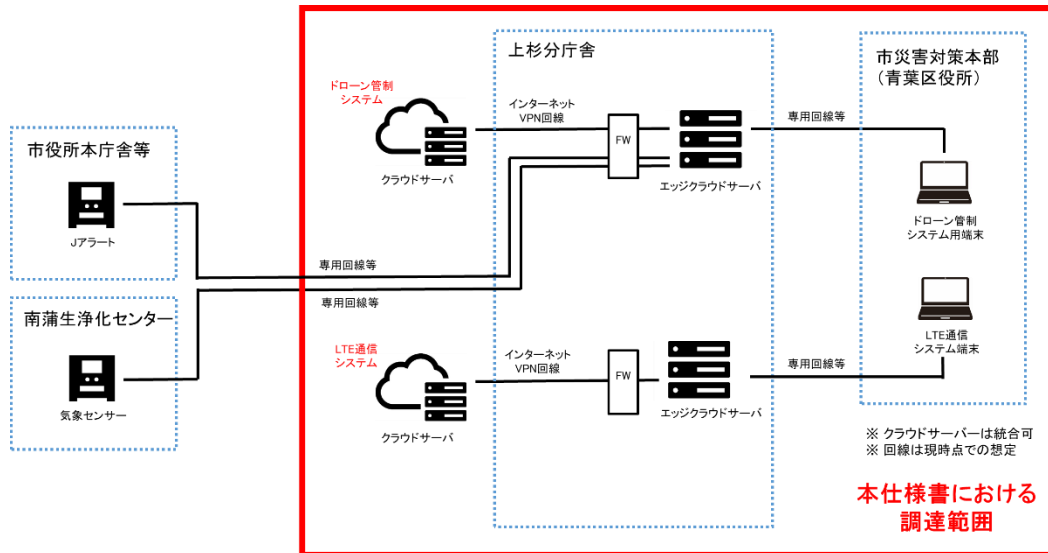 上杉分庁舎
市災害対策本部
（青葉区役所）
ドローン管制
システム
インターネット
VPN回線
FW
専用回線等
クラウドサーバ
エッジクラウドサーバ
ドローン管制
システム用端末
市役所本庁舎等
Jアラート
専用回線等
専用回線等
南蒲生浄化センター
気象センサー
LTE通信
システム
インターネット
VPN回線
FW
専用回線等
クラウドサーバ
エッジクラウドサーバ
LTE通信
システム端末
※ クラウドサーバーは統合可
※ 回線は現時点での想定
本仕様書における
調達範囲